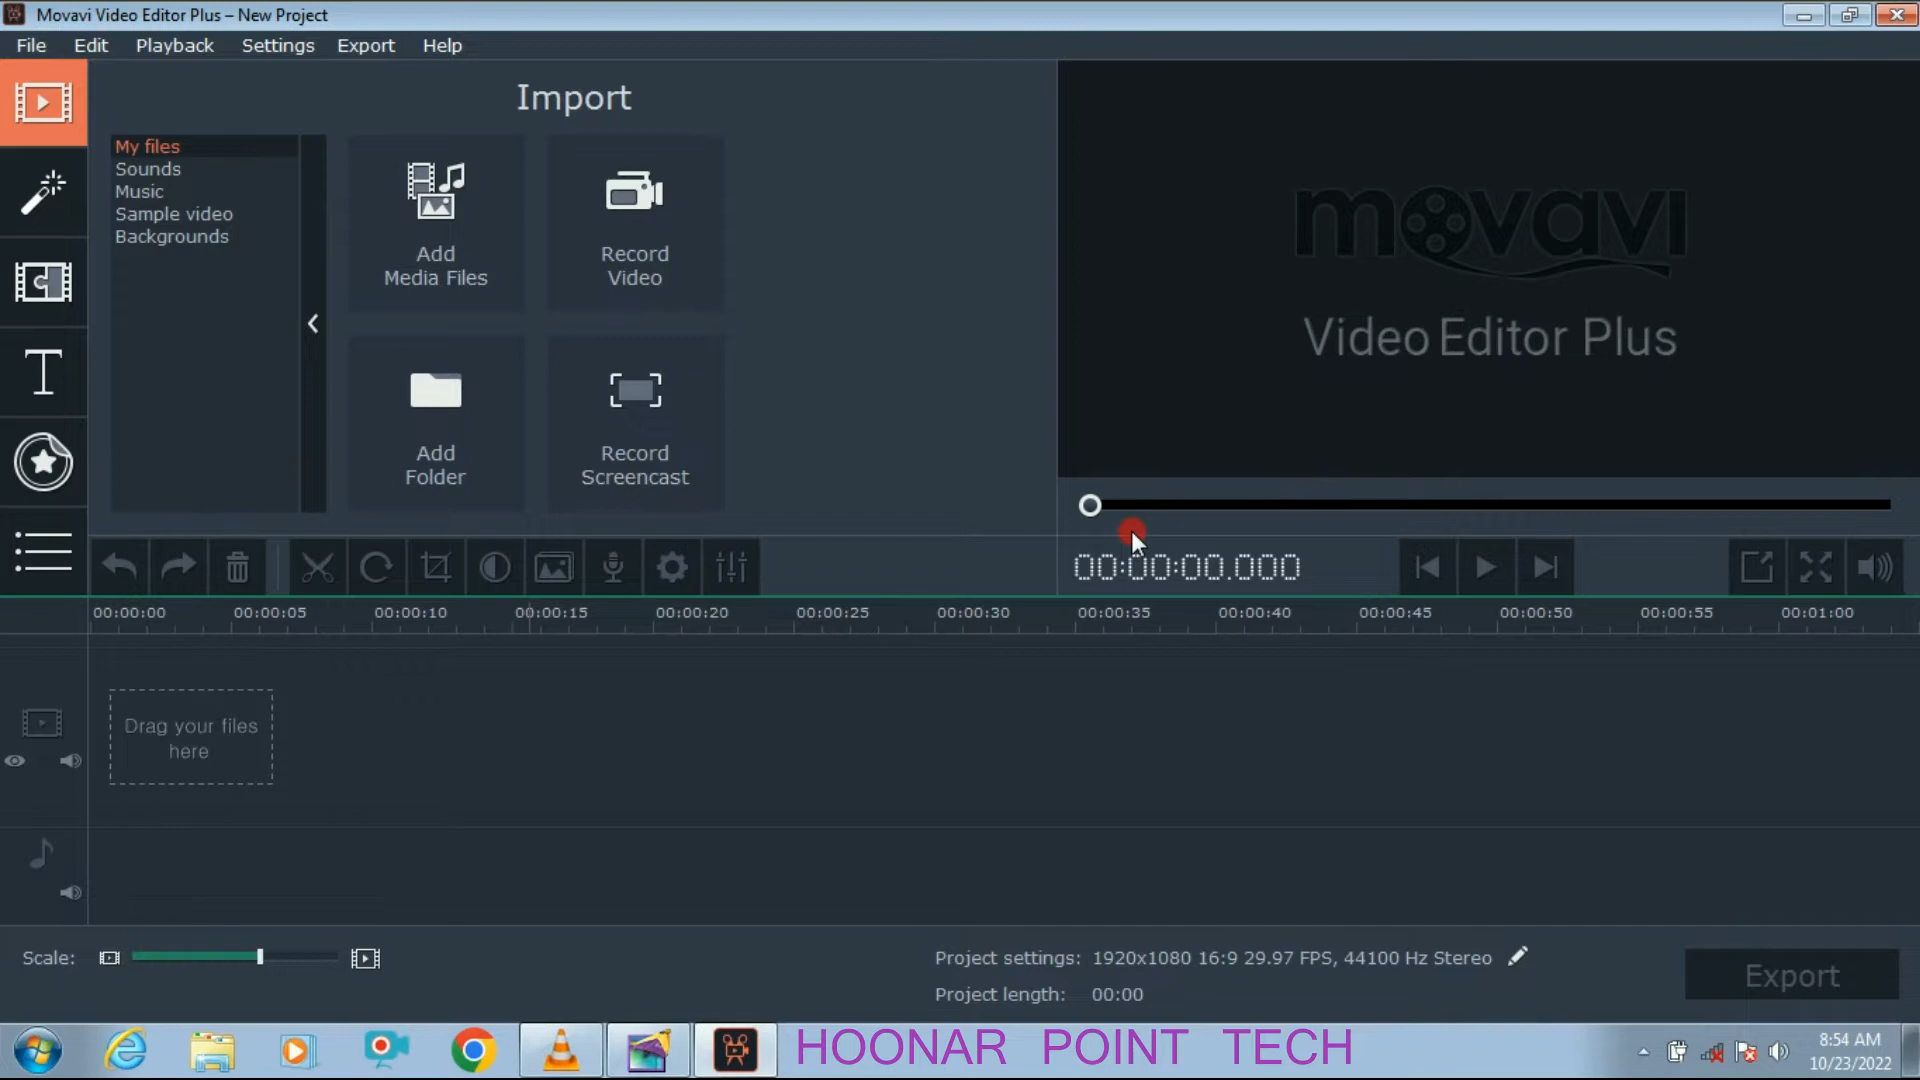 Movavi Video Editor Plus – New Project
File Edit Playback Settings Export Help
Import
My files
Sounds
Music
Sample video
Backgrounds
Add
Media Files
Record
Video
Add
Folder
Record
Screencast
movavi
Video Editor Plus
00:00:00.000
00:00:00 00:00:05 00:00:10 00:00:15 00:00:20 00:00:25 00:00:30 00:00:35 00:00:40 00:00:45 00:00:50 00:00:55 00:01:00
Drag your files
here
Scale:
Project settings: 1920x1080 16:9 29.97 FPS, 44100 Hz Stereo
Project length: 00:00
Export
HOONAR POINT TECH
8:54 AM
10/23/2022